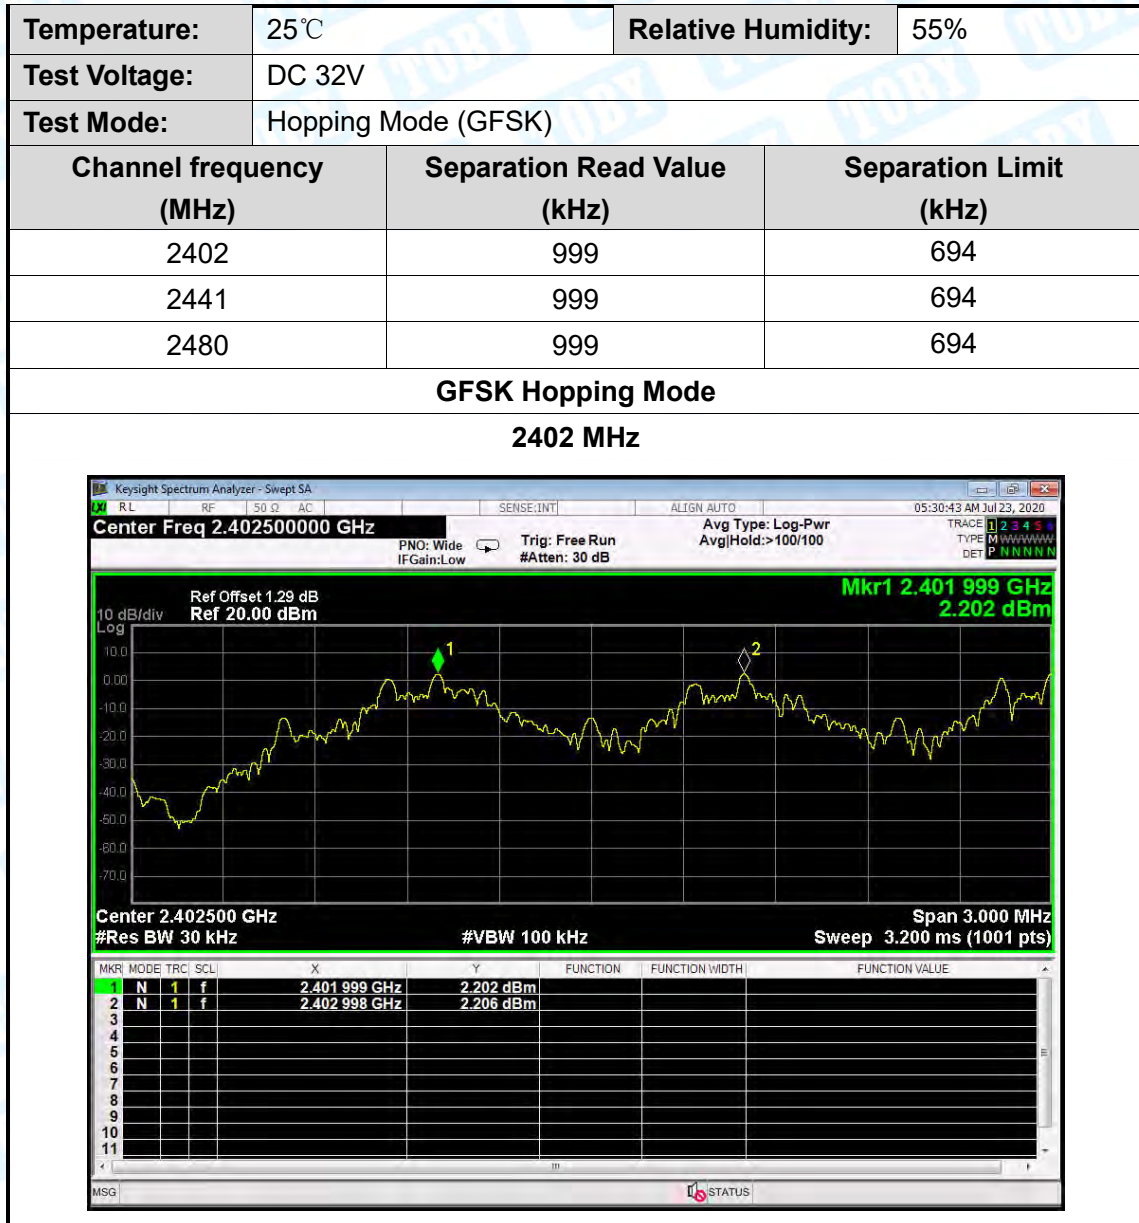 Temperature: 25℃ Relative Humidity: 55%
Test Voltage: DC 32V
Test Mode: Hopping Mode (GFSK)
Channel frequency (MHz) Separation Read Value (kHz) Separation Limit (kHz)
2402 999 694
2441 999 694
2480 999 694
GFSK Hopping Mode
2402 MHz
Keysight Spectrum Analyzer - Swept SA
LXI RL RF 50 Ω AC SENSE:INT ALIGN AUTO 05:30:43 AM Jul 23, 2020
Center Freq 2.402500000 GHz Avg Type: Log-Pwr TRACE 1 2 3 4 5 6
PNO: Wide Trig: Free Run Avg|Hold:>100/100 TYPE M WWWWW
IFGain:Low #Atten: 30 dB DET P N N N N N
Mkr1 2.401 999 GHz
2.202 dBm
Ref Offset 1.29 dB
10 dB/div Ref 20.00 dBm
Log
1 2
10.0
0.00
-10.0
-20.0
-30.0
-40.0
-50.0
-60.0
-70.0
Center 2.402500 GHz Span 3.000 MHz
#Res BW 30 kHz #VBW 100 kHz Sweep 3.200 ms (1001 pts)
MKR MODE TRC SCL X Y FUNCTION FUNCTION WIDTH FUNCTION VALUE
1 N 1 f 2.401 999 GHz 2.202 dBm
2 N 1 f 2.402 998 GHz 2.206 dBm
3
4
5
6
7
8
9
10
11
MSG STATUS
TOBY